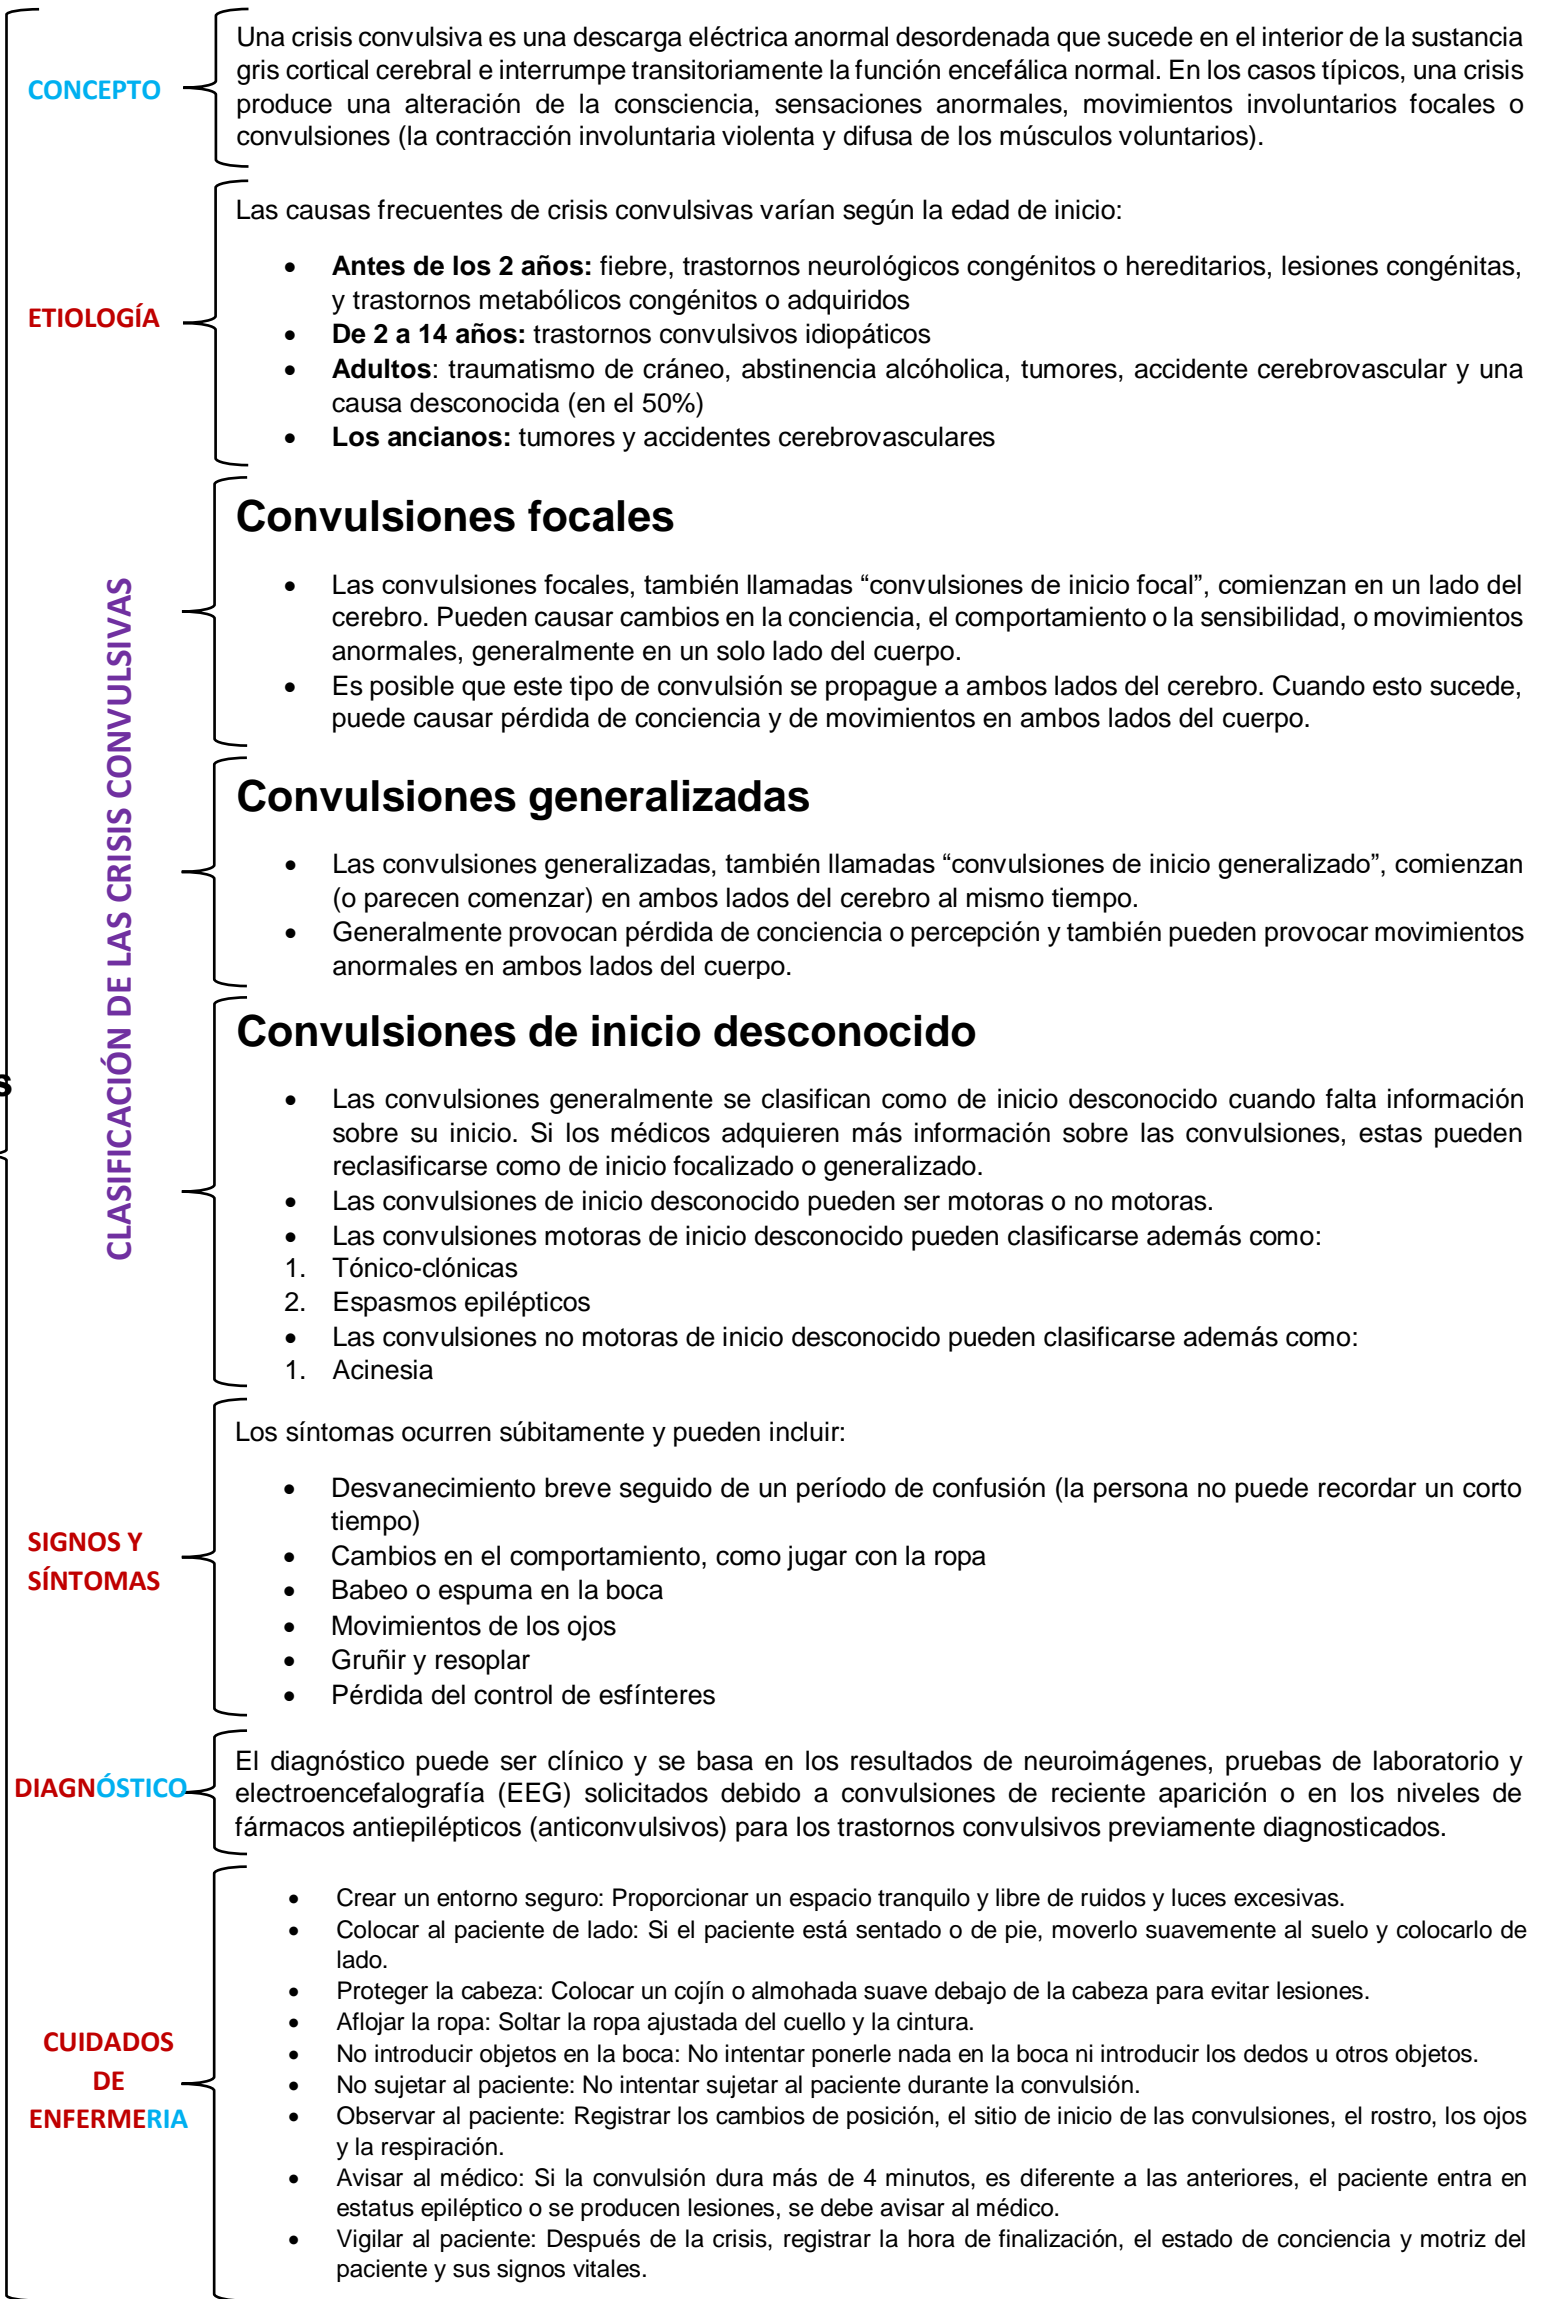 CONCEPTO
Una crisis convulsiva es una descarga eléctrica anormal desordenada que sucede en el interior de la sustancia
gris cortical cerebral e interrumpe transitoriamente la función encefálica normal. En los casos típicos, una crisis
produce una alteración de la consciencia, sensaciones anormales, movimientos involuntarios focales o
convulsiones (la contracción involuntaria violenta y difusa de los músculos voluntarios).
ETIOLOGÍA
Las causas frecuentes de crisis convulsivas varían según la edad de inicio:
• Antes de los 2 años: fiebre, trastornos neurológicos congénitos o hereditarios, lesiones congénitas,
y trastornos metabólicos congénitos o adquiridos
• De 2 a 14 años: trastornos convulsivos idiopáticos
• Adultos: traumatismo de cráneo, abstinencia alcóholica, tumores, accidente cerebrovascular y una
causa desconocida (en el 50%)
• Los ancianos: tumores y accidentes cerebrovasculares
CLASIFICACIÓN DE LAS CRISIS CONVULSIVAS
Convulsiones focales
• Las convulsiones focales, también llamadas “convulsiones de inicio focal”, comienzan en un lado del
cerebro. Pueden causar cambios en la conciencia, el comportamiento o la sensibilidad, o movimientos
anormales, generalmente en un solo lado del cuerpo.
• Es posible que este tipo de convulsión se propague a ambos lados del cerebro. Cuando esto sucede,
puede causar pérdida de conciencia y de movimientos en ambos lados del cuerpo.
Convulsiones generalizadas
• Las convulsiones generalizadas, también llamadas “convulsiones de inicio generalizado”, comienzan
(o parecen comenzar) en ambos lados del cerebro al mismo tiempo.
• Generalmente provocan pérdida de conciencia o percepción y también pueden provocar movimientos
anormales en ambos lados del cuerpo.
Convulsiones de inicio desconocido
• Las convulsiones generalmente se clasifican como de inicio desconocido cuando falta información
sobre su inicio. Si los médicos adquieren más información sobre las convulsiones, estas pueden
reclasificarse como de inicio focalizado o generalizado.
• Las convulsiones de inicio desconocido pueden ser motoras o no motoras.
• Las convulsiones motoras de inicio desconocido pueden clasificarse además como:
1. Tónico-clónicas
2. Espasmos epilépticos
• Las convulsiones no motoras de inicio desconocido pueden clasificarse además como:
1. Acinesia
SIGNOS Y
SÍNTOMAS
Los síntomas ocurren súbitamente y pueden incluir:
• Desvanecimiento breve seguido de un período de confusión (la persona no puede recordar un corto
tiempo)
• Cambios en el comportamiento, como jugar con la ropa
• Babeo o espuma en la boca
• Movimientos de los ojos
• Gruñir y resoplar
• Pérdida del control de esfínteres
DIAGNÓSTICO
El diagnóstico puede ser clínico y se basa en los resultados de neuroimágenes, pruebas de laboratorio y
electroencefalografía (EEG) solicitados debido a convulsiones de reciente aparición o en los niveles de
fármacos antiepilépticos (anticonvulsivos) para los trastornos convulsivos previamente diagnosticados.
CUIDADOS
DE
ENFERMERIA
• Crear un entorno seguro: Proporcionar un espacio tranquilo y libre de ruidos y luces excesivas.
• Colocar al paciente de lado: Si el paciente está sentado o de pie, moverlo suavemente al suelo y colocarlo de
lado.
• Proteger la cabeza: Colocar un cojín o almohada suave debajo de la cabeza para evitar lesiones.
• Aflojar la ropa: Soltar la ropa ajustada del cuello y la cintura.
• No introducir objetos en la boca: No intentar ponerle nada en la boca ni introducir los dedos u otros objetos.
• No sujetar al paciente: No intentar sujetar al paciente durante la convulsión.
• Observar al paciente: Registrar los cambios de posición, el sitio de inicio de las convulsiones, el rostro, los ojos
y la respiración.
• Avisar al médico: Si la convulsión dura más de 4 minutos, es diferente a las anteriores, el paciente entra en
estatus epiléptico o se producen lesiones, se debe avisar al médico.
• Vigilar al paciente: Después de la crisis, registrar la hora de finalización, el estado de conciencia y motriz del
paciente y sus signos vitales.